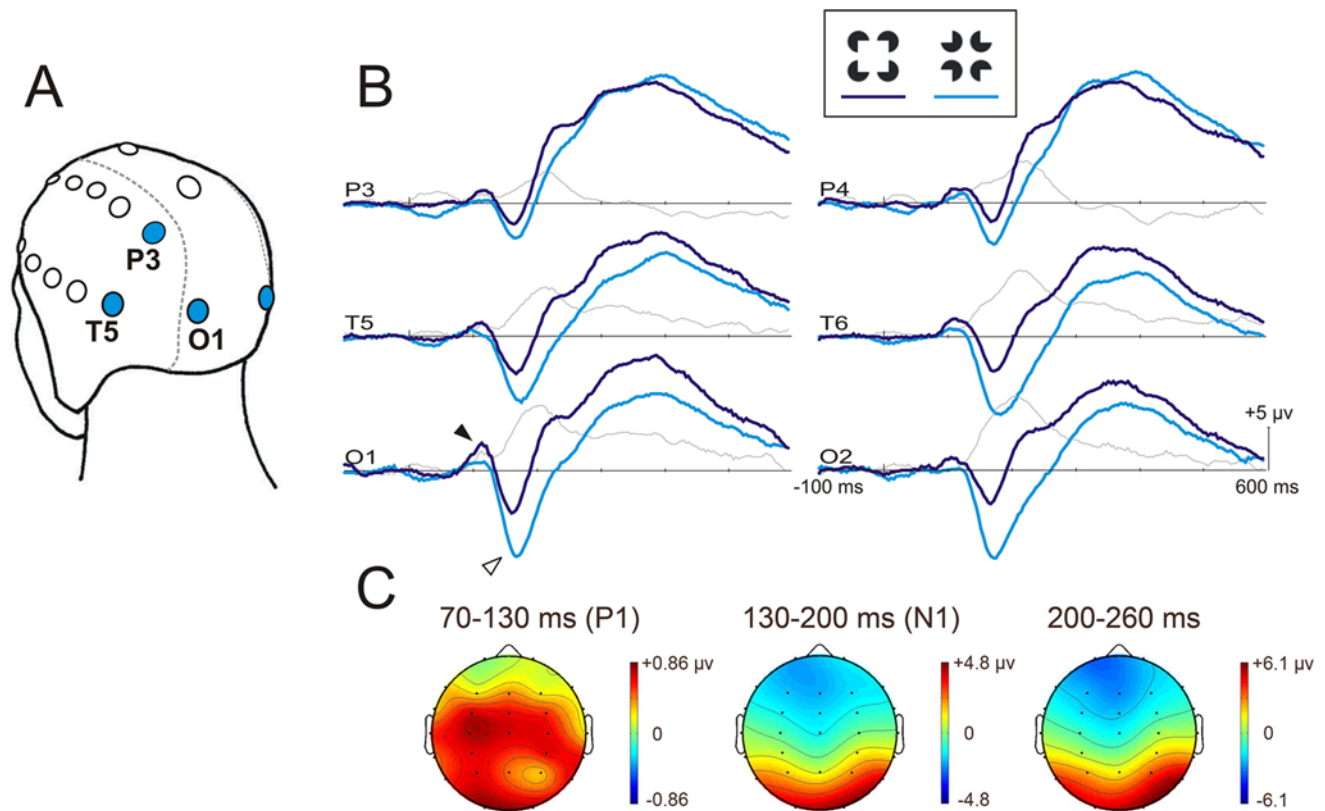 A
B
P3
T5
O1
P3
P4
T5
T6
O1
O2
+5 μv
-100 ms
600 ms
C
70-130 ms (P1)
130-200 ms (N1)
200-260 ms
+0.86 μv
0
-0.86
+4.8 μv
0
-4.8
+6.1 μv
0
-6.1